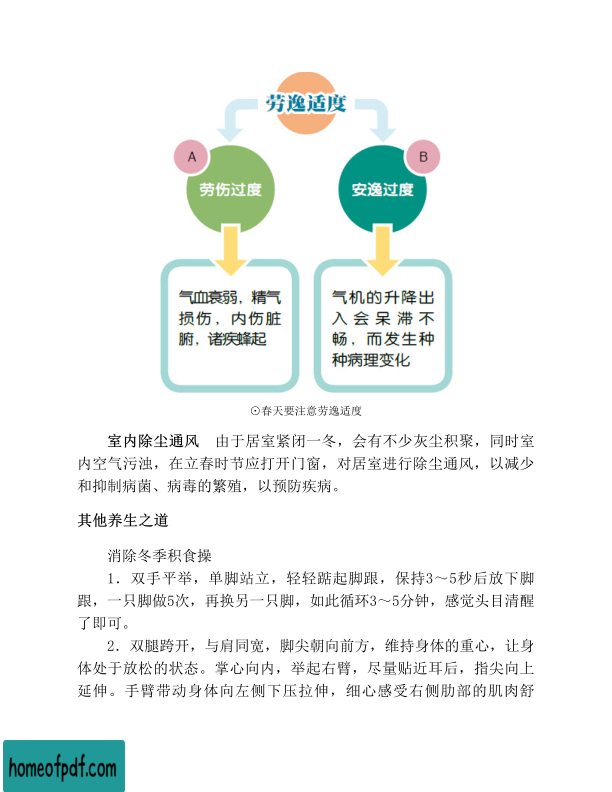 劳逸适度
A
劳伤过度
B
安逸过度
气血衰弱，精气
损伤，内伤脏
腑，诸疾蜂起
气机的升降出
入会呆滞不
畅，而发生种
种病理变化
⊙春天要注意劳逸适度
室内除尘通风　由于居室紧闭一冬，会有不少灰尘积聚，同时室
内空气污浊，在立春时节应打开门窗，对居室进行除尘通风，以减少
和抑制病菌、病毒的繁殖，以预防疾病。
其他养生之道
消除冬季积食操
1．双手平举，单脚站立，轻轻踮起脚跟，保持3～5秒后放下脚
跟，一只脚做5次，再换另一只脚，如此循环3～5分钟，感觉头目清醒
了即可。
2．双腿跨开，与肩同宽，脚尖朝向前方，维持身体的重心，让身
体处于放松的状态。掌心向内，举起右臂，尽量贴近耳后，指尖向上
延伸。手臂带动身体向左侧下压拉伸，细心感受右侧肋部的肌肉舒
homeofpdf.com